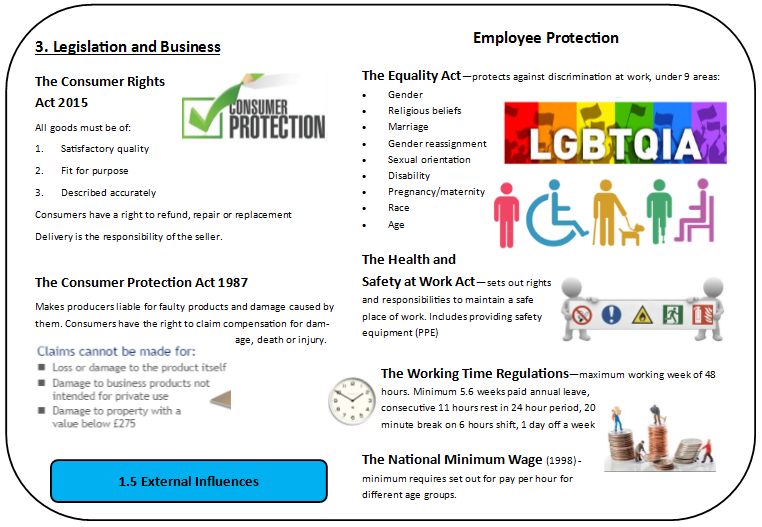 3. Legislation and Business
The Consumer Rights
Act 2015
CONSUMER
PROTECTION
All goods must be of:
1. Satisfactory quality
2. Fit for purpose
3. Described accurately
Consumers have a right to refund, repair or replacement
Delivery is the responsibility of the seller.
The Consumer Protection Act 1987
Makes producers liable for faulty products and damage caused by
them. Consumers have the right to claim compensation for dam-
age, death or injury.
Claims cannot be made for:
Loss or damage to the product itself
Damage to business products not
intended for private use
Damage to property with a
value below £275
1.5 External Influences
Employee Protection
The Equality Act—protects against discrimination at work, under 9 areas:
• Gender
• Religious beliefs
• Marriage
• Gender reassignment
• Sexual orientation
• Disability
• Pregnancy/maternity
• Race
• Age
LGBTQIA
The Health and
Safety at Work Act—sets out rights
and responsibilities to maintain a safe
place of work. Includes providing safety
equipment (PPE)
The Working Time Regulations—maximum working week of 48
hours. Minimum 5.6 weeks paid annual leave,
consecutive 11 hours rest in 24 hour period, 20
minute break on 6 hours shift, 1 day off a week
The National Minimum Wage (1998) -
minimum requires set out for pay per hour for
different age groups.